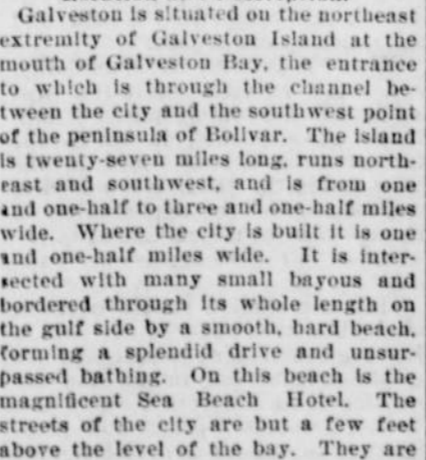 Galveston is situated on the northeast
extremity of Galveston Island at the
mouth of Galveston Bay, the entrance
to which is through the channel be-
tween the city and the southwest point
of the peninsula of Bolivar. The island
is twenty-seven miles long, runs north-
east and southwest, and is from one
and one-half to three and one-half miles
wide. Where the city is built it is one
and one-half miles wide. It is inter-
sected with many small bayous and
bordered through its whole length on
the gulf side by a smooth, hard beach,
forming a splendid drive and unsur-
passed bathing. On this beach is the
magnificent Sea Beach Hotel. The
streets of the city are but a few feet
above the level of the bay. They are